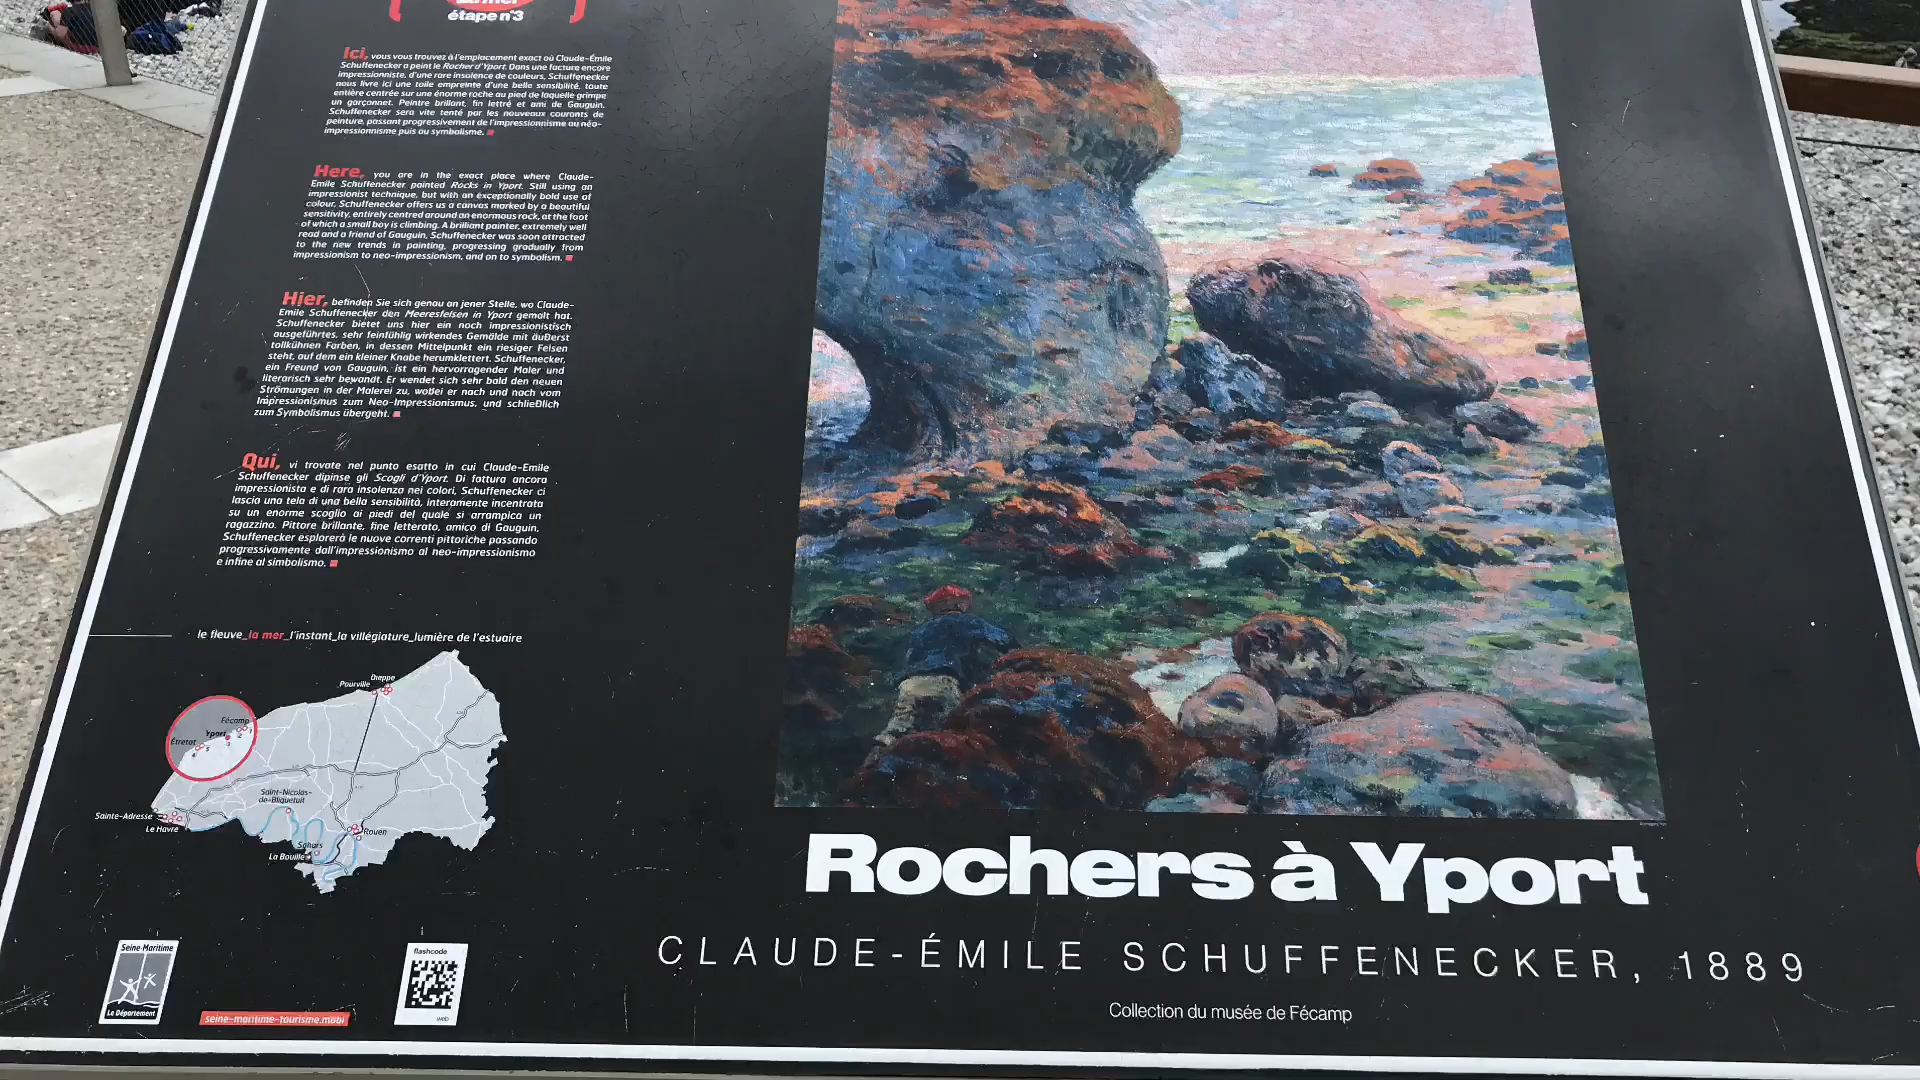 la mer
étape n°3
Ici, vous vous trouvez à l'emplacement exact où Claude-Émile
Schuffenecker a peint le Rocher d'Yport. Dans une facture encore
impressionniste, d'une rare insolence de couleurs, Schuffenecker
nous livre ici une toile empreinte d'une belle sensibilité, toute
entière centrée sur une énorme roche au pied de laquelle grimpe
un garçonnet. Peintre brillant, fin lettré et ami de Gauguin,
Schuffenecker sera vite tenté par les nouveaux courants de
peinture, passant progressivement de l'impressionnisme au néo-
impressionnisme puis au symbolisme.
Here, you are in the exact place where Claude-
Emile Schuffenecker painted Rocks in Yport. Still using an
impressionist technique, but with an exceptionally bold use of
colour, Schuffenecker offers us a canvas marked by a beautiful
sensitivity, entirely centred around an enormous rock, at the foot
of which a small boy is climbing. A brilliant painter, extremely well
read and a friend of Gauguin, Schuffenecker was soon attracted
to the new trends in painting, progressing gradually from
impressionism to neo-impressionism, and on to symbolism.
Hier, befinden Sie sich genau an jener Stelle, wo Claude-
Emile Schuffenecker den Meeresfelsen in Yport gemalt hat.
Schuffenecker bietet uns hier ein noch impressionistisch
ausgeführtes, sehr feinfühlig wirkendes Gemälde mit äußerst
tollkühnen Farben, in dessen Mittelpunkt ein riesiger Felsen
steht, auf dem ein kleiner Knabe herumklettert. Schuffenecker,
ein Freund von Gauguin, ist ein hervorragender Maler und
literarisch sehr bewandt. Er wendet sich sehr bald den neuen
Strömungen in der Malerei zu, wobei er nach und nach vom
Impressionismus zum Neo-Impressionismus, und schließlich
zum Symbolismus übergeht.
Qui, vi trovate nel punto esatto in cui Claude-Emile
Schuffenecker dipinse gli Scogli d'Yport. Di fattura ancora
impressionista e di rara insolenza nei colori, Schuffenecker ci
lascia una tela di una bella sensibilità, interamente incentrata
su un enorme scoglio ai piedi del quale si arrampica un
ragazzino. Pittore brillante, fine letterato, amico di Gauguin,
Schuffenecker esplorerà le nuove correnti pittoriche passando
progressivamente dall'impressionismo al neo-impressionismo
e infine al simbolismo.
le fleuve_la mer_l'instant_la villégiature_lumière de l'estuaire
Dieppe
Pourville
Fécamp
Yport
Étretat
Saint-Nicolas-
de-Bliquetuit
Sainte-Adresse
Le Havre
Rouen
Sahurs
La Bouille
Rochers à Yport
CLAUDE-ÉMILE SCHUFFENECKER, 1889
Collection du musée de Fécamp
Seine-Maritime
Le Département
seine-maritime-tourisme.mobi
flashcode
web